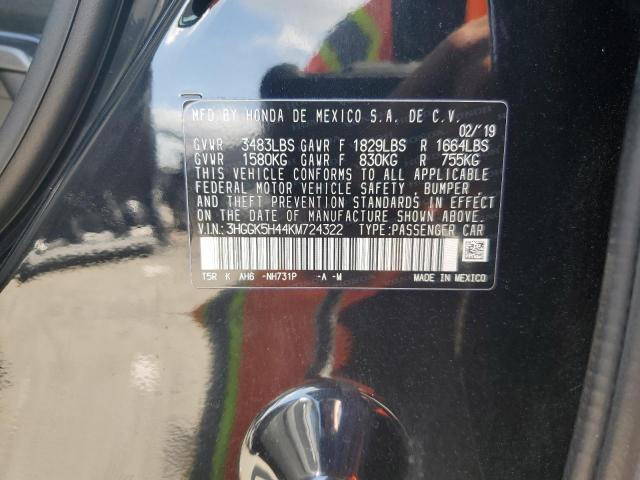 MFD. BY HONDA DE MEXICO S.A. DE C.V.
02/'19
GVWR 3483LBS GAWR F 1829LBS R 1664LBS
GVWR 1580KG GAWR F 830KG R 755KG
THIS VEHICLE CONFORMS TO ALL APPLICABLE
FEDERAL MOTOR VEHICLE SAFETY, BUMPER
AND THEFT PREVENTION STANDARDS IN EFFECT
ON THE DATE OF MANUFACTURE SHOWN ABOVE.
V.I.N.: 3HGGK5H44KM724322 TYPE:PASSENGER CAR
T5R K AH6 -NH731P -A -M MADE IN MEXICO